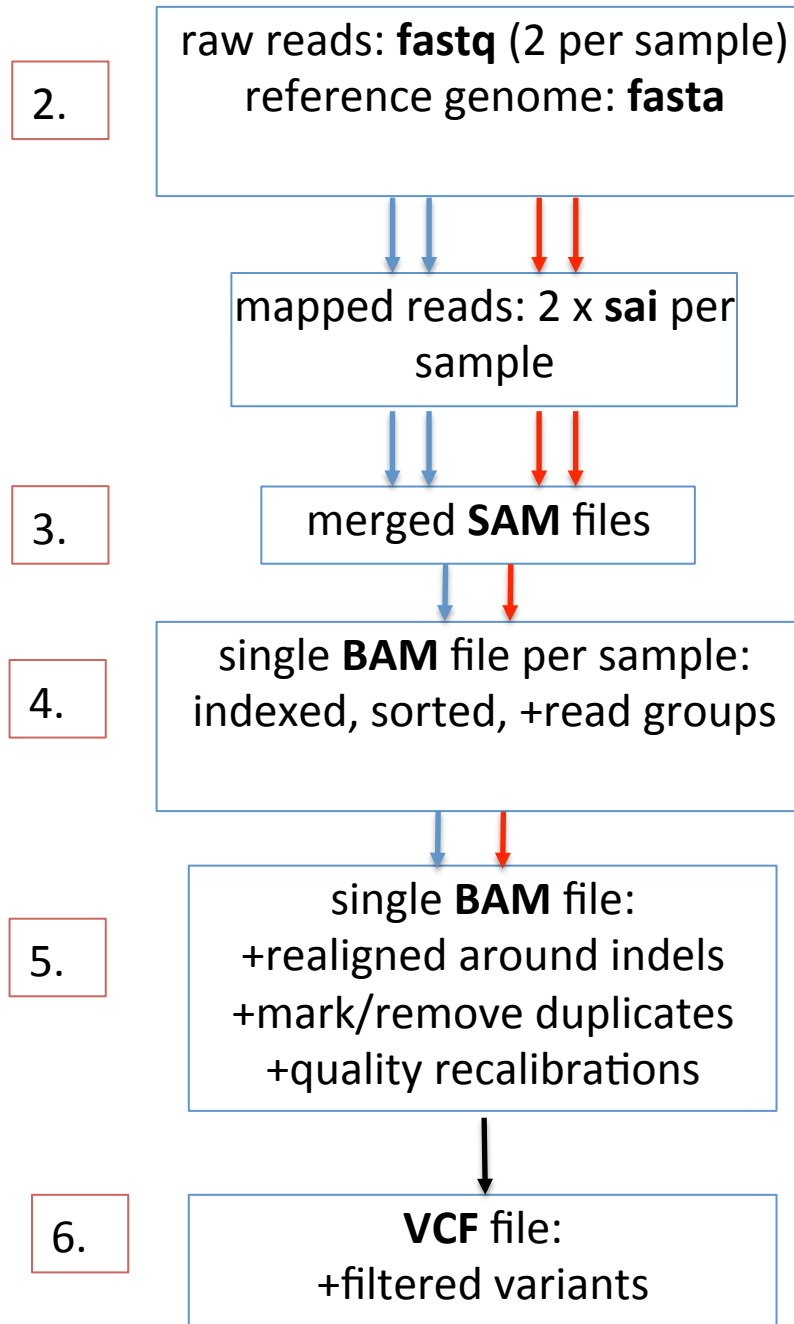 2.
raw reads: fastq (2 per sample)
reference genome: fasta
mapped reads: 2 x sai per
sample
3.
merged SAM files
4.
single BAM file per sample:
indexed, sorted, +read groups
5.
single BAM file:
+realigned around indels
+mark/remove duplicates
+quality recalibrations
6.
VCF file:
+filtered variants